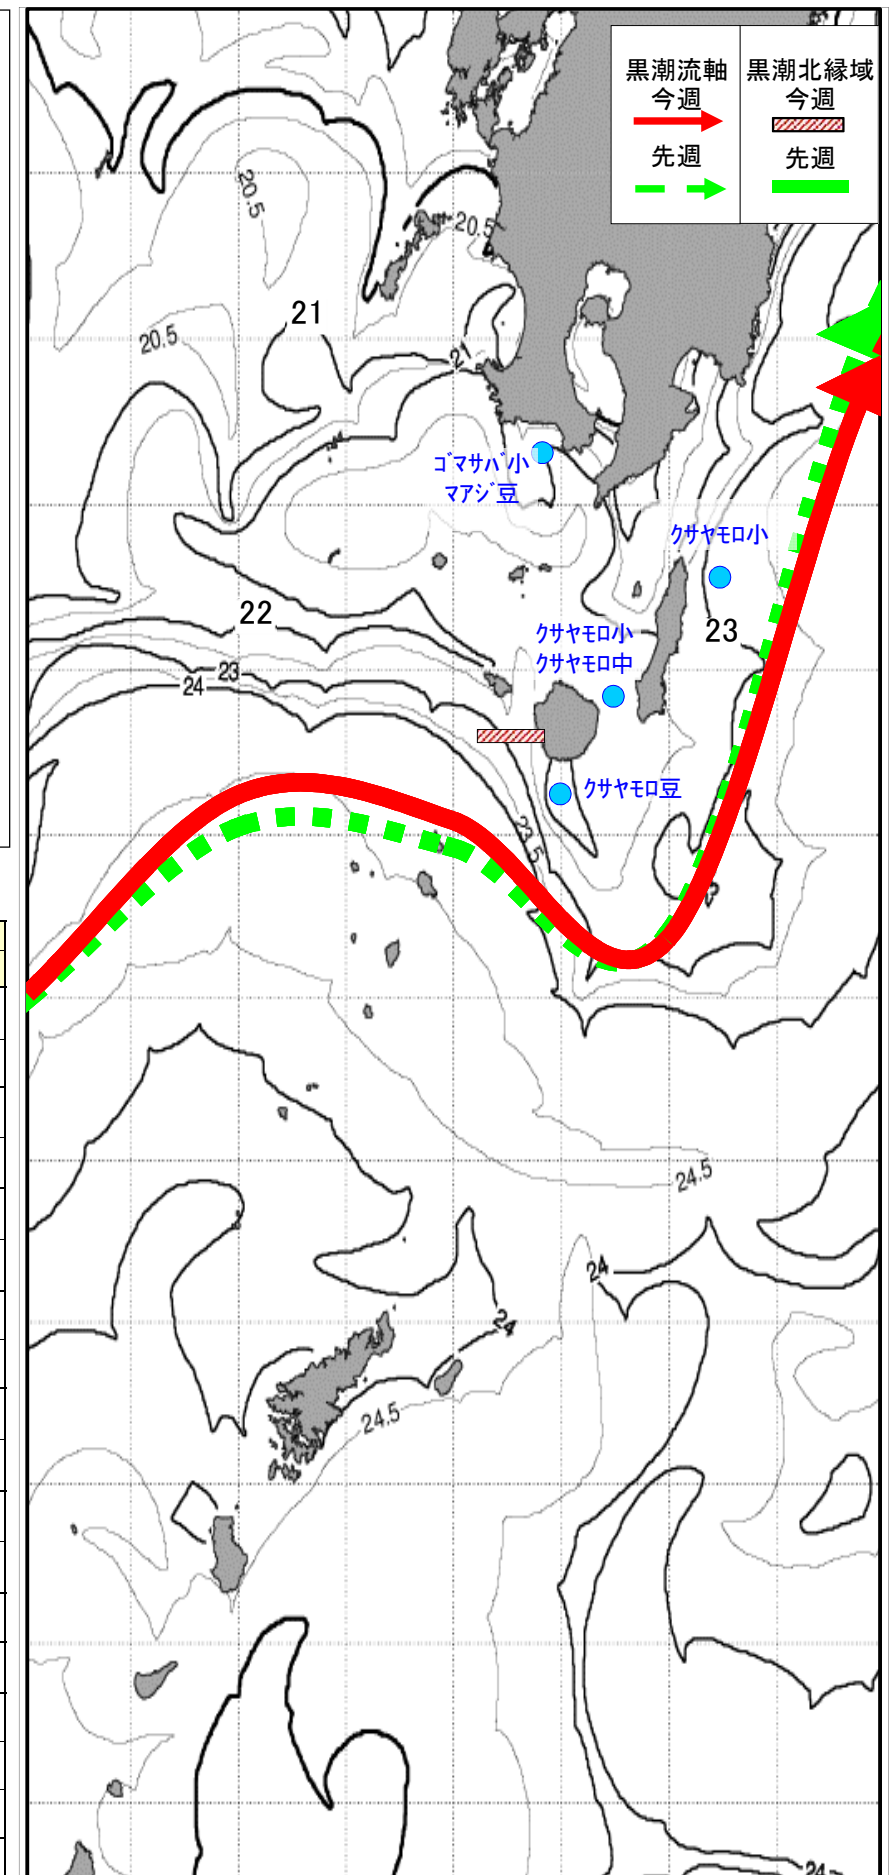 黒潮流軸
今週
先週
黒潮北縁域
今週
先週
20.5
20.5
21
20.5
21
ｺﾞﾏｻﾊﾞ小
マアジ豆
ｸｻﾔﾓﾛ小
22
ｸｻﾔﾓﾛ小
ｸｻﾔﾓﾛ中
23
23
24
ｸｻﾔﾓﾛ豆
23.5
24.5
24
24
24.5
24